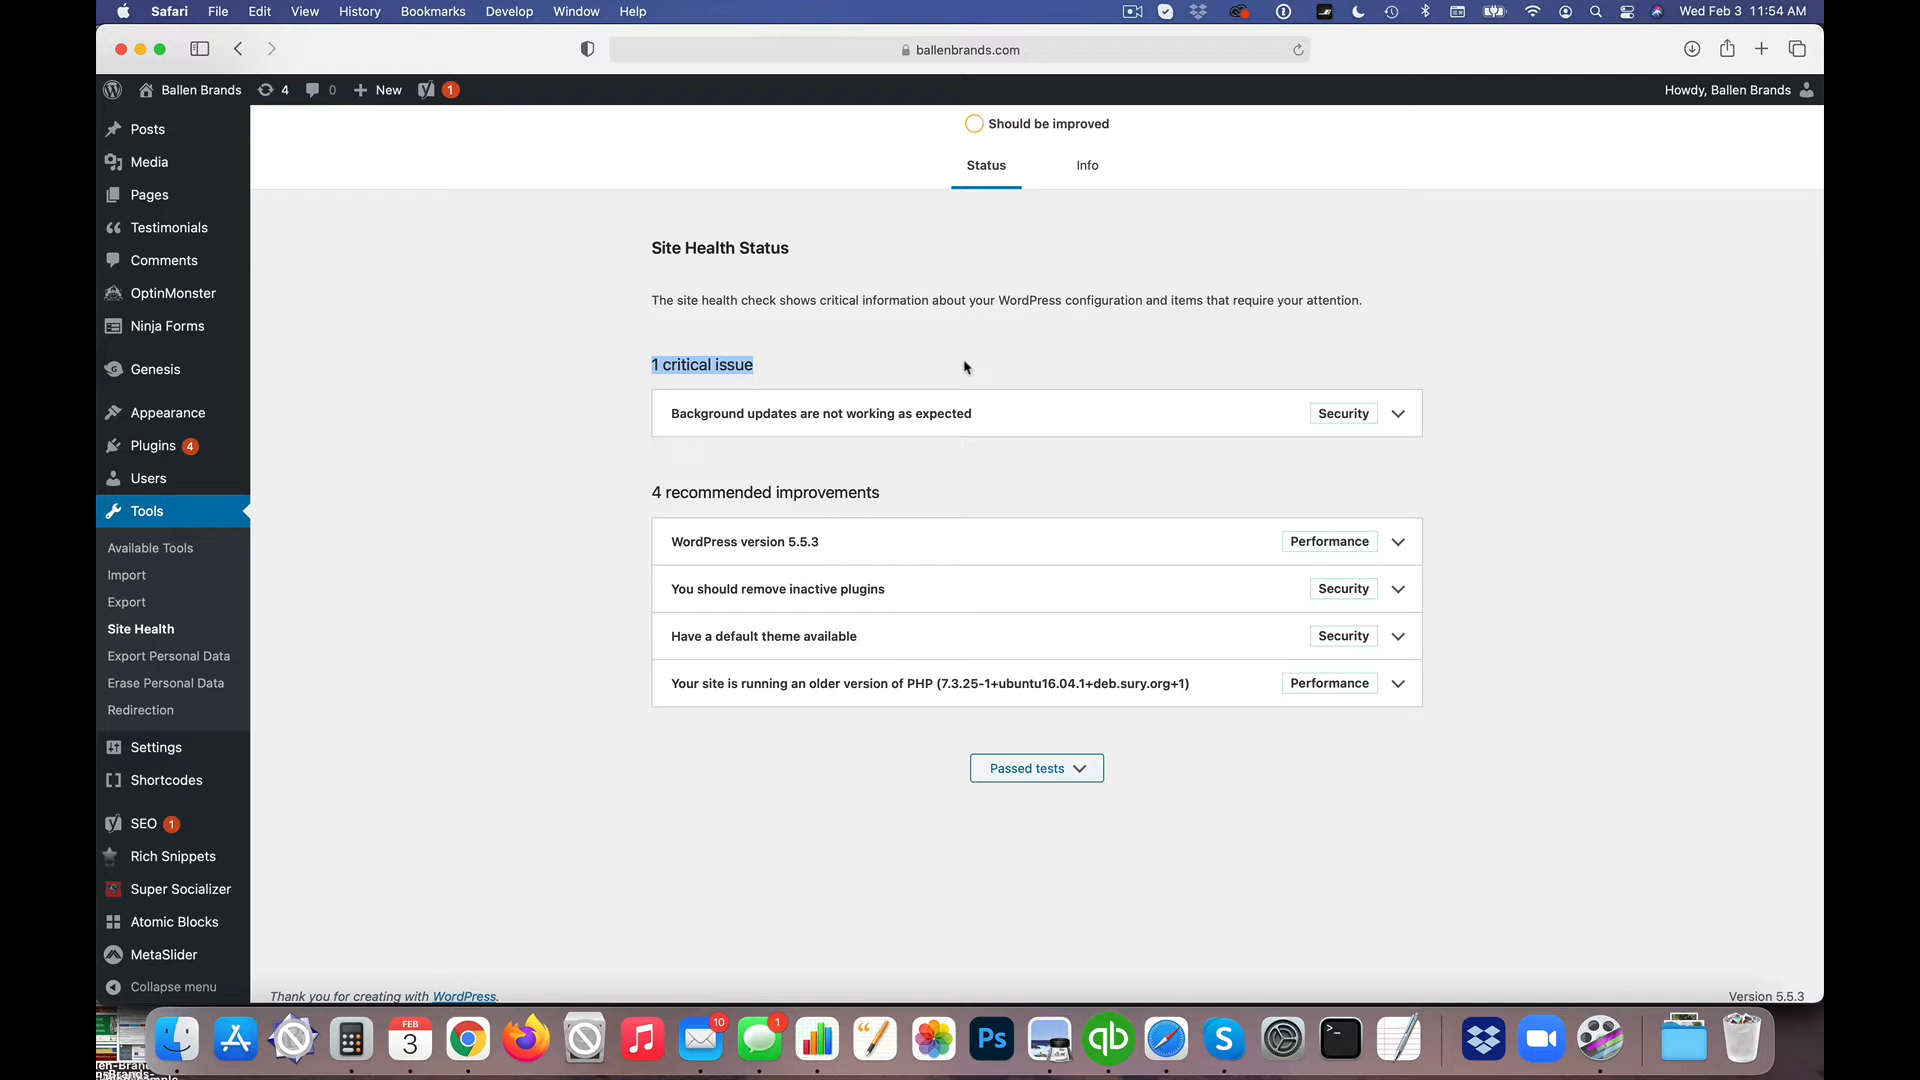 Safari File Edit View History Bookmarks Develop Window Help Wed Feb 3 11:54 AM
ballenbrands.com
Ballen Brands 4 0 New 1 Howdy, Ballen Brands
Should be improved
Status Info
Posts
Media
Pages
Testimonials
Comments
OptinMonster
Ninja Forms
Genesis
Appearance
Plugins 4
Users
Tools
Available Tools
Import
Export
Site Health
Export Personal Data
Erase Personal Data
Redirection
Settings
Shortcodes
SEO 1
Rich Snippets
Super Socializer
Atomic Blocks
MetaSlider
Collapse menu
Site Health Status
The site health check shows critical information about your WordPress configuration and items that require your attention.
1 critical issue
Background updates are not working as expected Security
4 recommended improvements
WordPress version 5.5.3 Performance
You should remove inactive plugins Security
Have a default theme available Security
Your site is running an older version of PHP (7.3.25-1+ubuntu16.04.1+deb.sury.org+1) Performance
Passed tests
Thank you for creating with WordPress. Version 5.5.3
FEB
3
10
1
Ps
qb